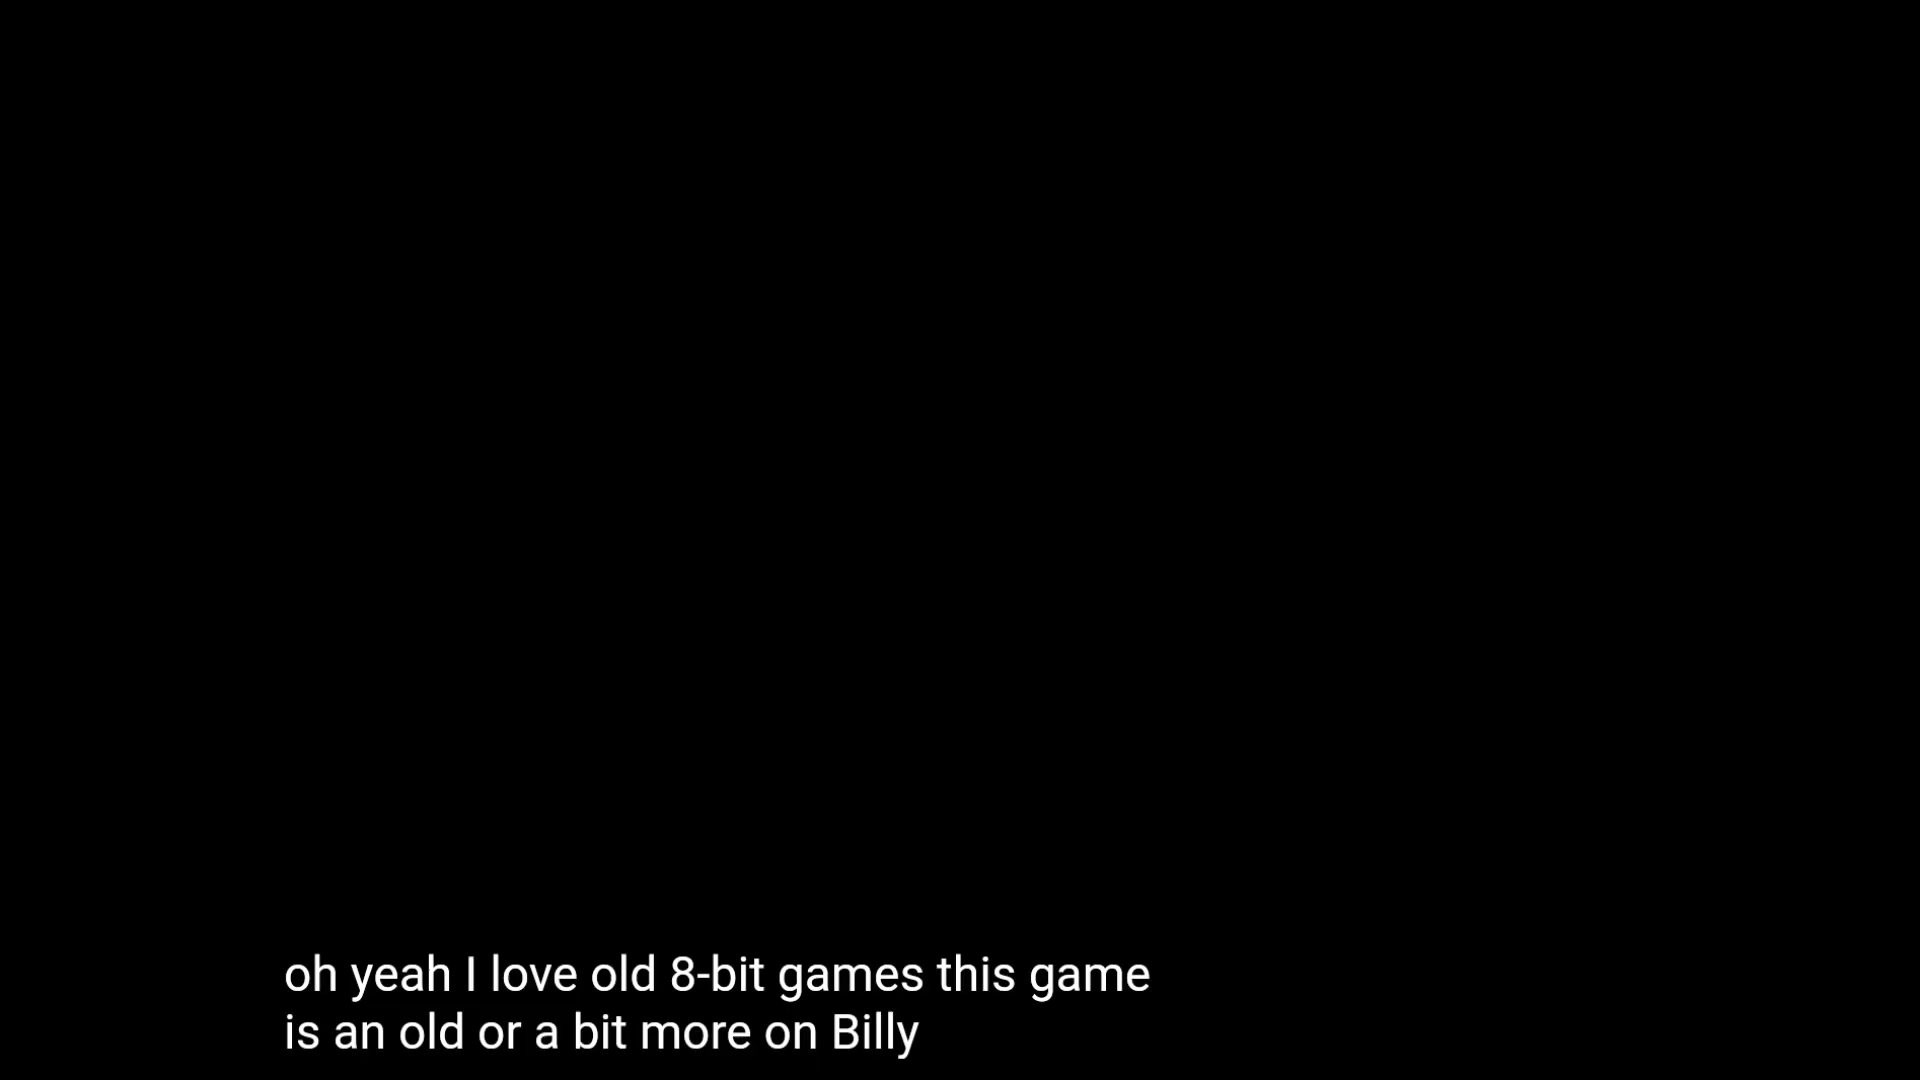 oh yeah I love old 8-bit games this game
is an old or a bit more on Billy